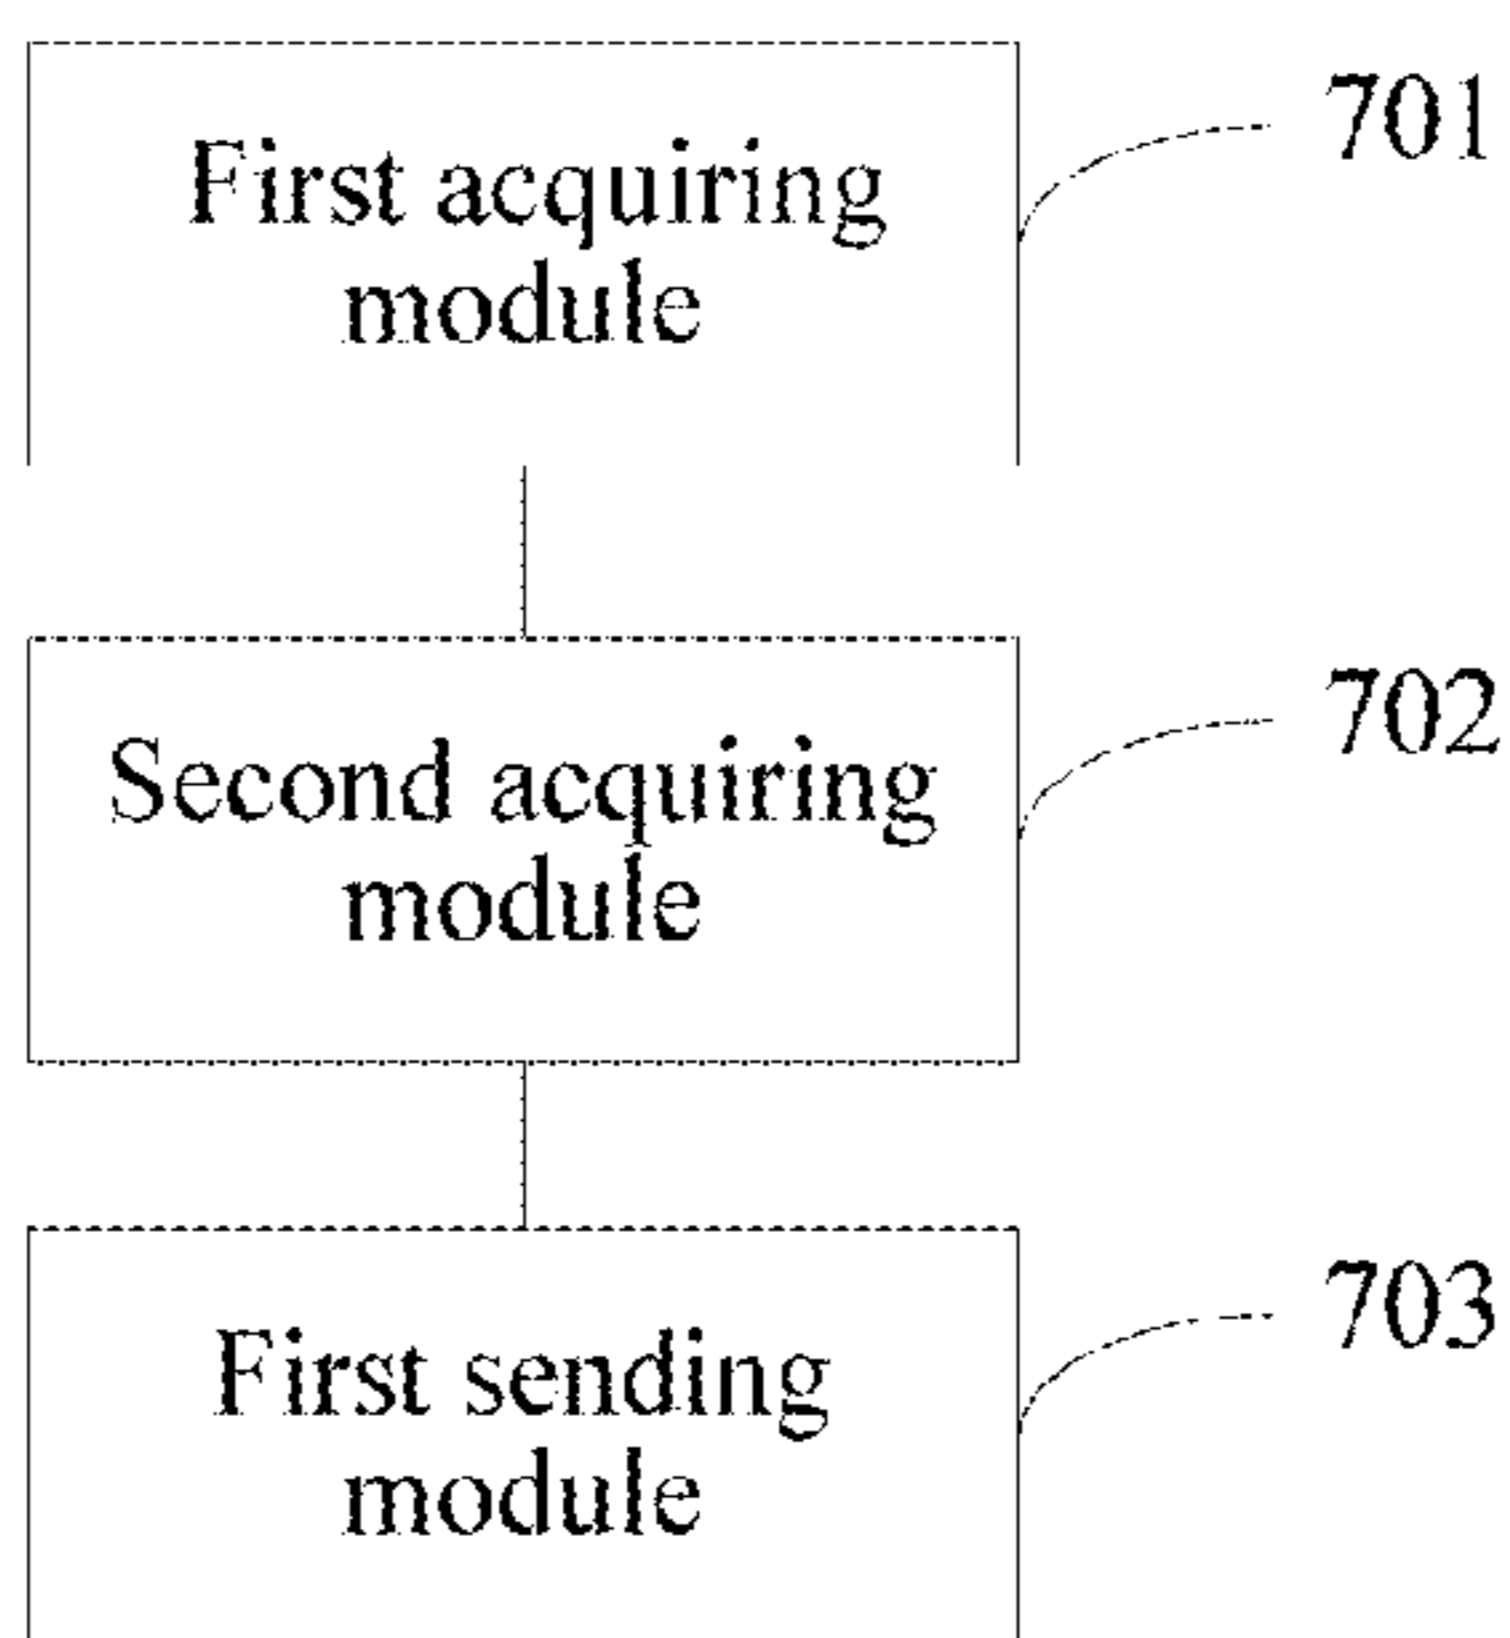 First acquiring
module
701
Second acquiring
module
702
First sending
module
703